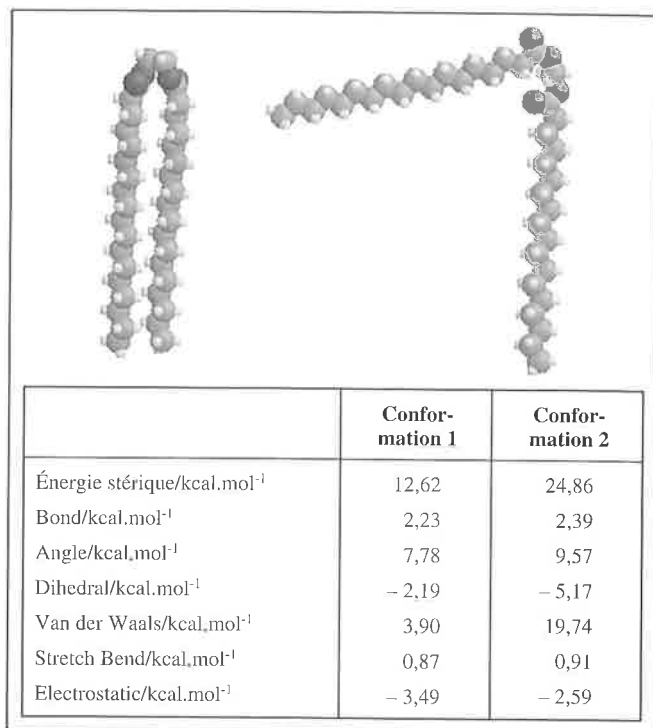 Confor-
mation 1
Confor-
mation 2
Énergie stérique/kcal.mol⁻¹ 12,62 24,86
Bond/kcal.mol⁻¹ 2,23 2,39
Angle/kcal.mol⁻¹ 7,78 9,57
Dihedral/kcal.mol⁻¹ – 2,19 – 5,17
Van der Waals/kcal.mol⁻¹ 3,90 19,74
Stretch Bend/kcal.mol⁻¹ 0,87 0,91
Electrostatic/kcal.mol⁻¹ – 3,49 – 2,59